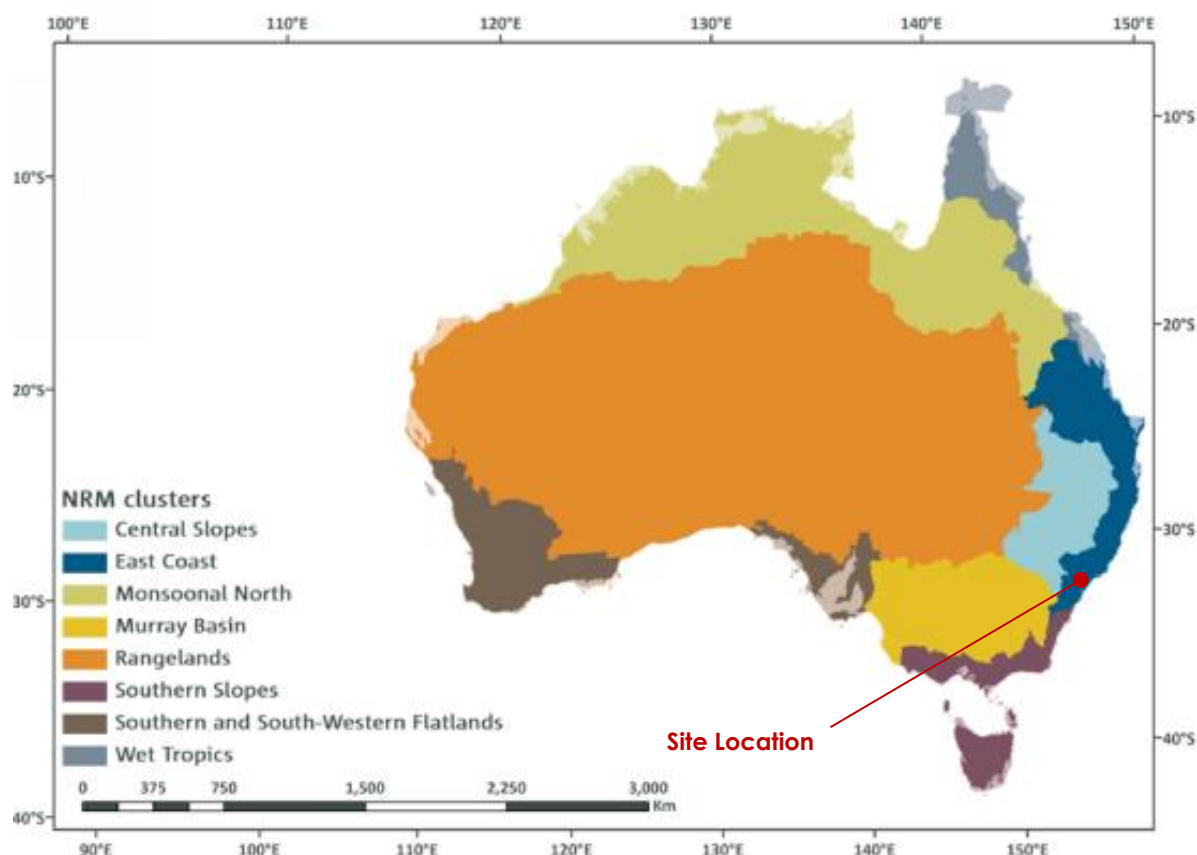 100°E 110°E 120°E 130°E 140°E 150°E
10°S
10°S
20°S
20°S
30°S
30°S
40°S
40°S
NRM clusters
Central Slopes
East Coast
Monsoonal North
Murray Basin
Rangelands
Southern Slopes
Southern and South-Western Flatlands
Wet Tropics
Site Location
0 375 750 1,500 2,250 3,000
Km
90°E 100°E 110°E 120°E 130°E 140°E 150°E